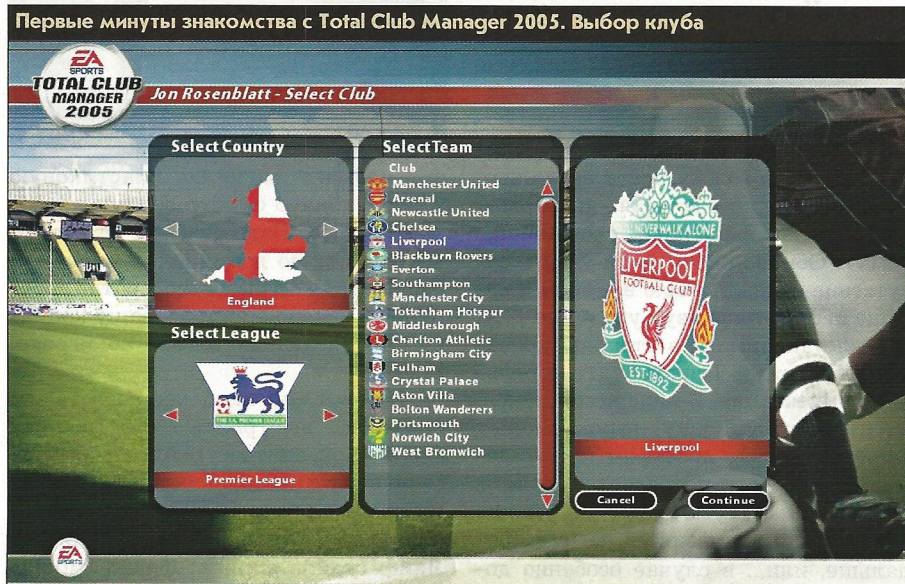 Первые минуты знакомства с Total Club Manager 2005. Выбор клуба
EA
SPORTS
TOTAL CLUB
MANAGER
2005
Jon Rosenblatt - Select Club
Select Country
England
Select League
THE F.A. PREMIER LEAGUE
Premier League
Select Team
Club
Manchester United
Arsenal
Newcastle United
Chelsea
Liverpool
Blackburn Rovers
Everton
Southampton
Manchester City
Tottenham Hotspur
Middlesbrough
Charlton Athletic
Birmingham City
Fulham
Crystal Palace
Aston Villa
Bolton Wanderers
Portsmouth
Norwich City
West Bromwich
YOU'LL NEVER WALK ALONE
LIVERPOOL
FOOTBALL CLUB
EST·1892
Liverpool
Cancel
Continue
EA
SPORTS